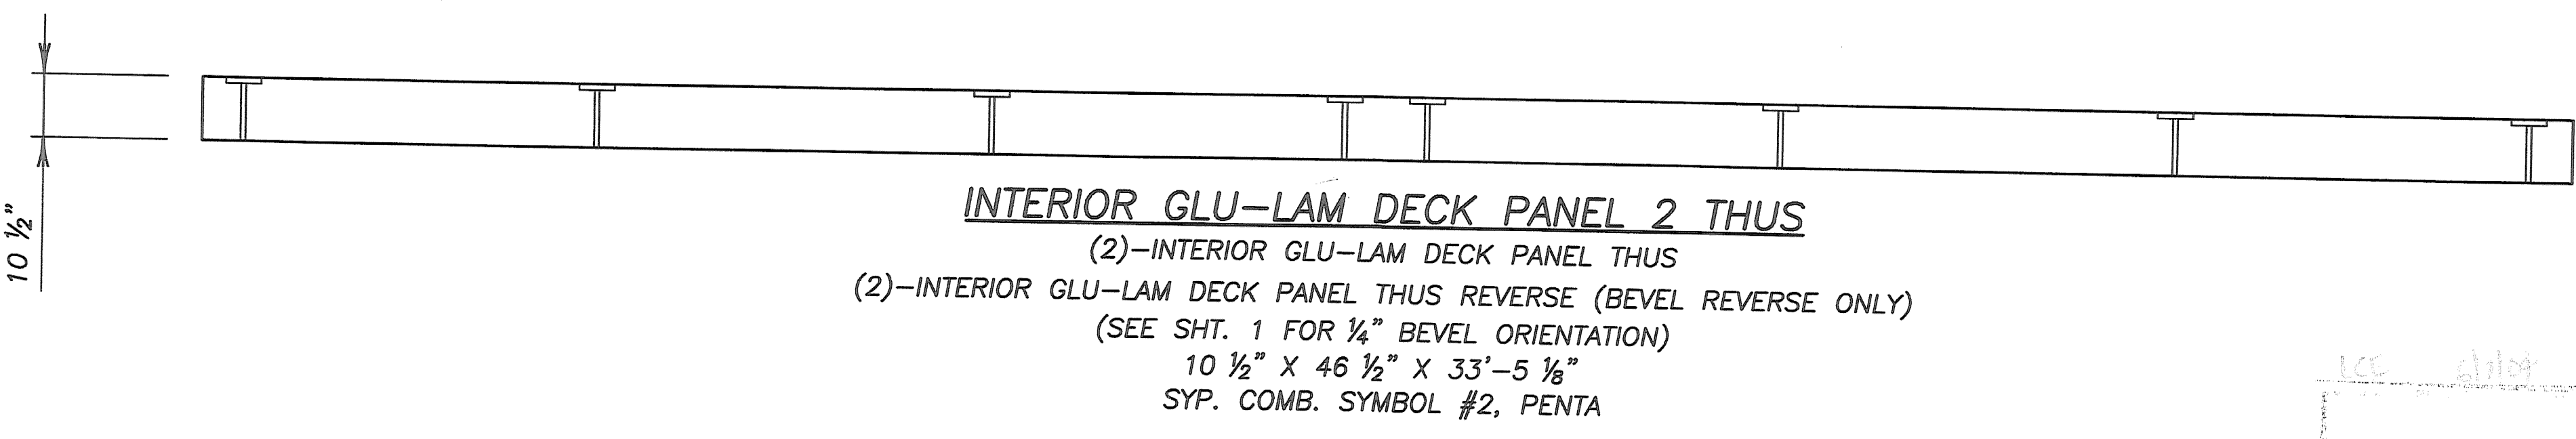 10 ½"
INTERIOR GLU-LAM DECK PANEL 2 THUS
(2)-INTERIOR GLU-LAM DECK PANEL THUS
(2)-INTERIOR GLU-LAM DECK PANEL THUS REVERSE (BEVEL REVERSE ONLY)
(SEE SHT. 1 FOR ¼" BEVEL ORIENTATION)
10 ½" X 46 ½" X 33'-5 ⅛"
SYP. COMB. SYMBOL #2, PENTA